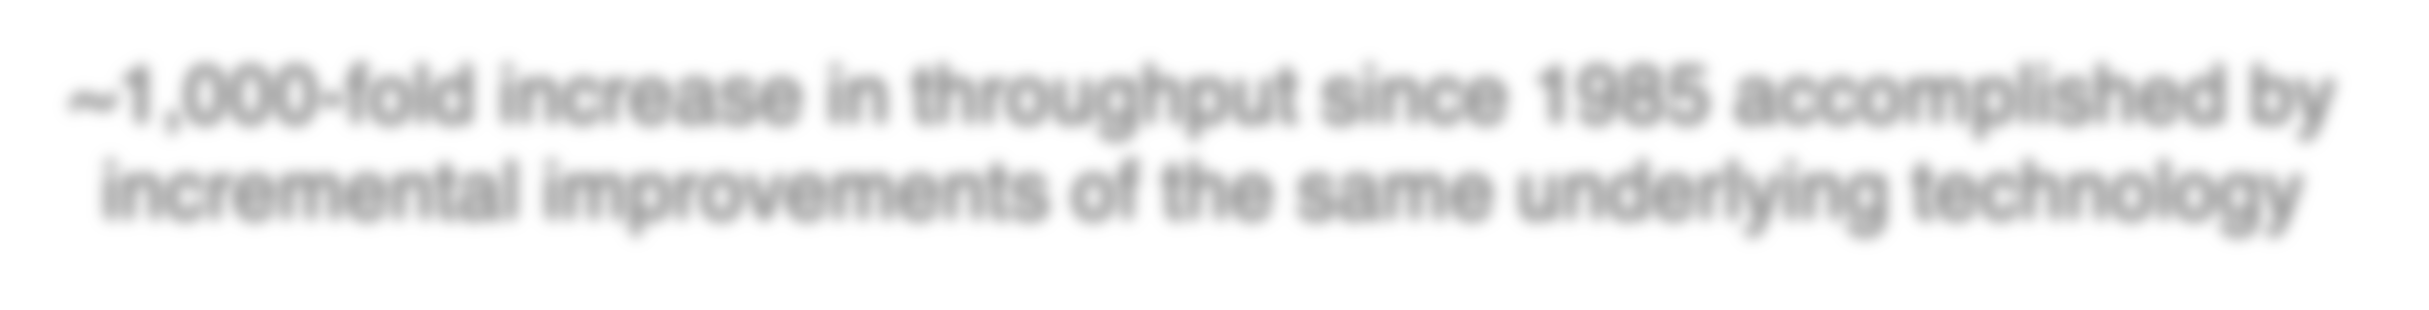 ~1,000-fold increase in throughput since 1985 accomplished by
incremental improvements of the same underlying technology